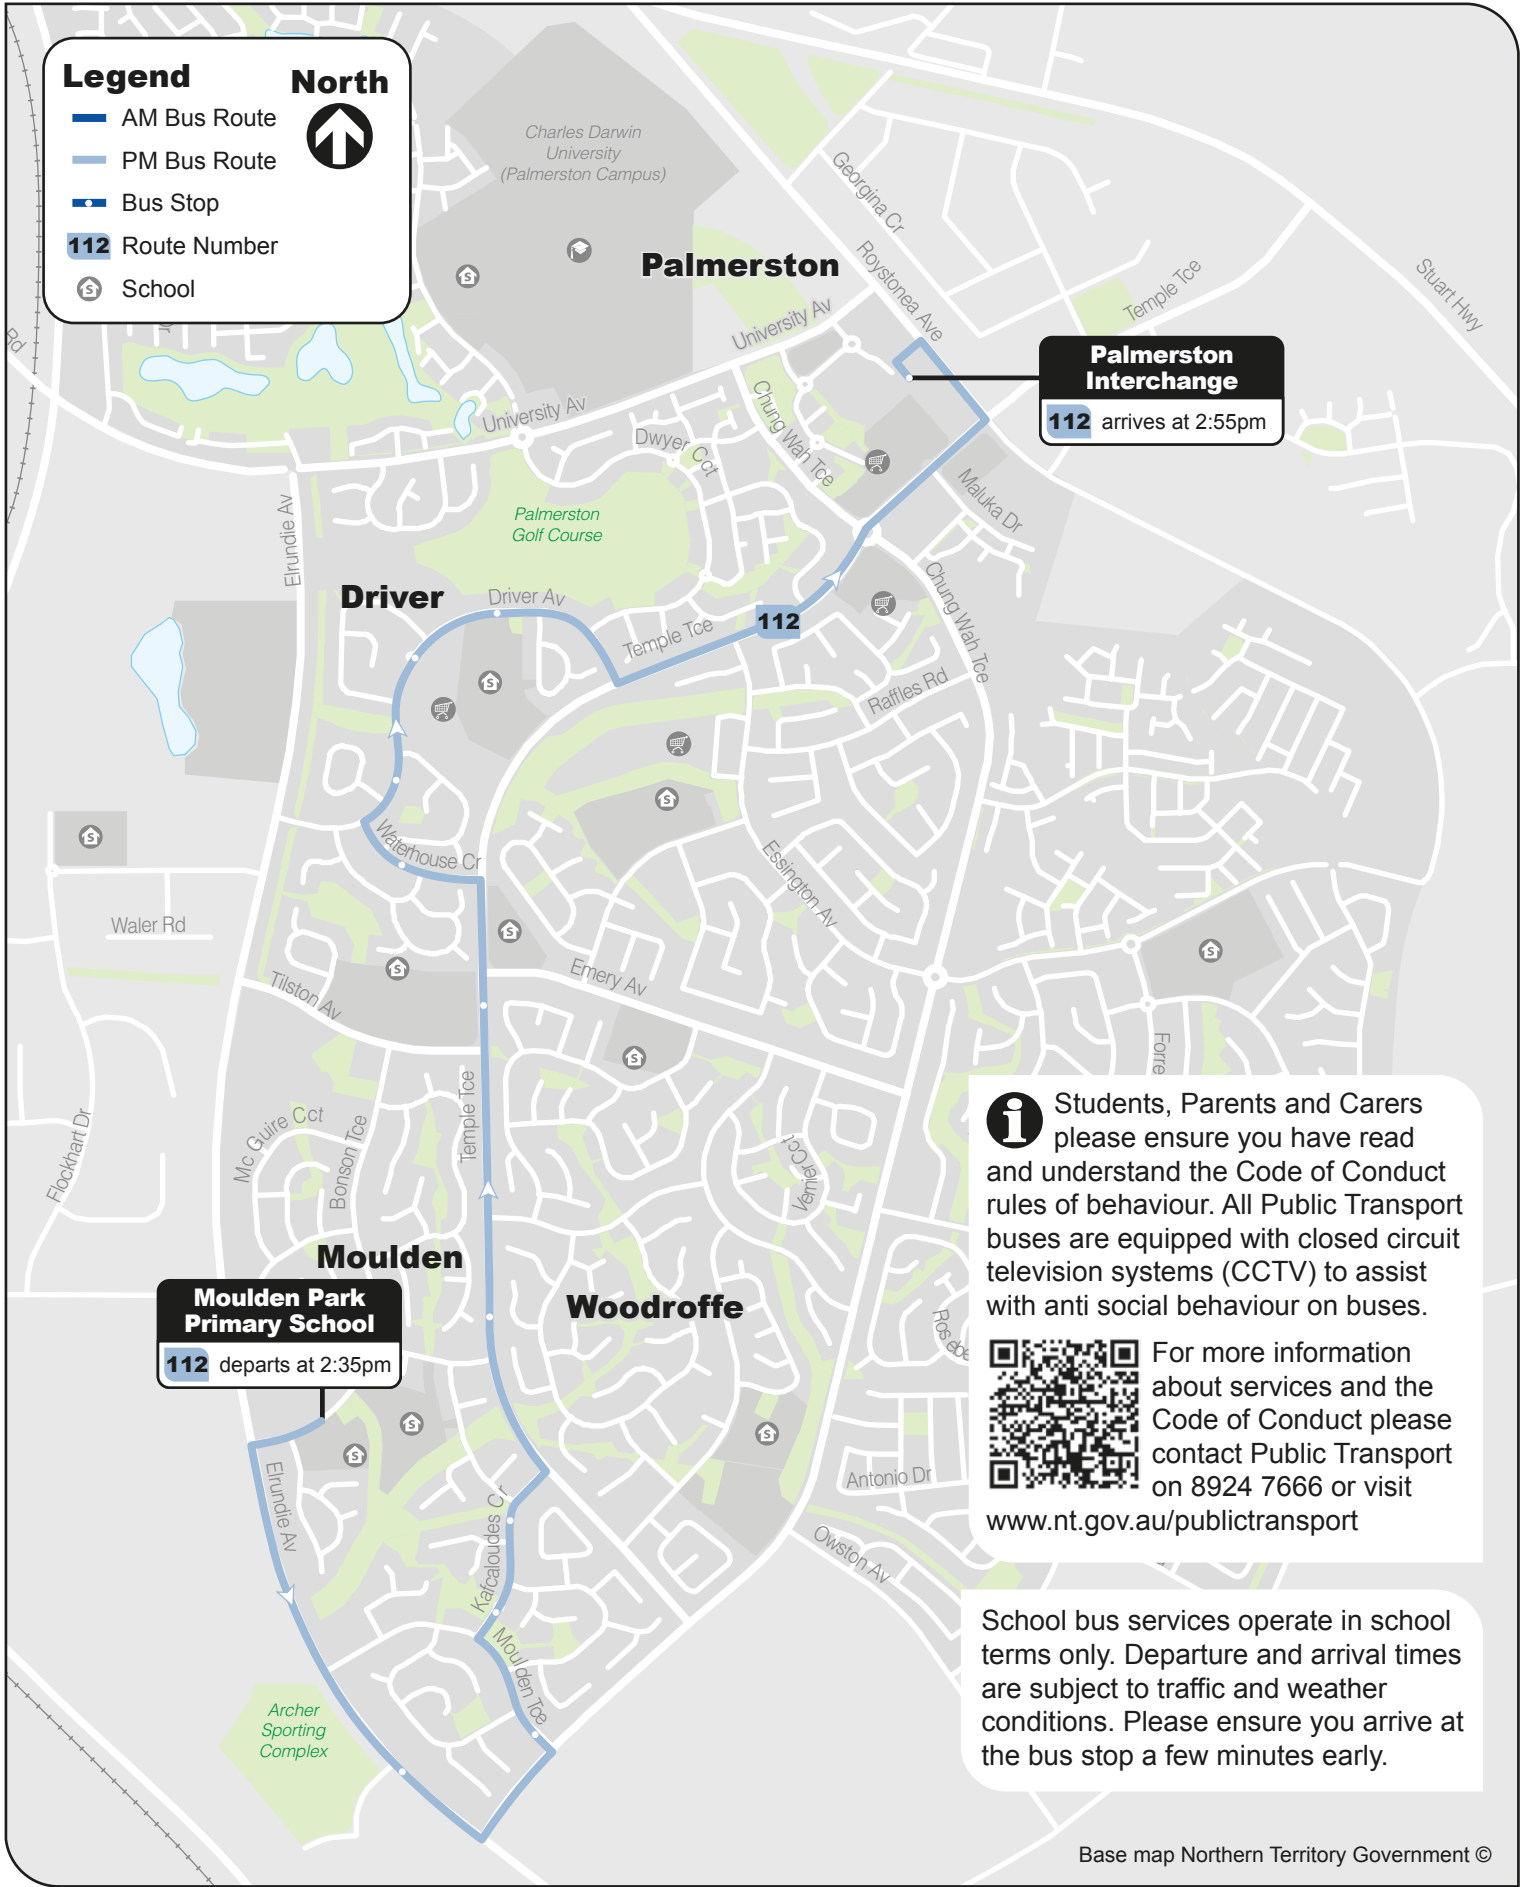 Legend
North
AM Bus Route
PM Bus Route
Bus Stop
112 Route Number
School
Charles Darwin
University
(Palmerston Campus)
Georgina Cr
Palmerston
Roystonea Ave
Temple Tce
Stuart Hwy
Rd
University Av
Palmerston
Interchange
112 arrives at 2:55pm
University Av
Chung Wah Tce
Dwyer Cct
Maluka Dr
Elrundie Av
Palmerston
Golf Course
Driver
Driver Av
Chung Wah Tce
112
Temple Tce
Raffles Rd
Waterhouse Cr
Essington Av
Waler Rd
Emery Av
Tilston Av
Forre
Temple Tce
Mc Guire Cct
Bonson Tce
Flockhart Dr
Vernier Cct
Moulden
Woodroffe
Moulden Park
Primary School
112 departs at 2:35pm
Elrundie Av
Antonio Dr
Kafcaloudes Cr
Owston Av
Moulden Tce
Archer
Sporting
Complex
Students, Parents and Carers
please ensure you have read
and understand the Code of Conduct
rules of behaviour. All Public Transport
buses are equipped with closed circuit
television systems (CCTV) to assist
with anti social behaviour on buses.
For more information
about services and the
Code of Conduct please
contact Public Transport
on 8924 7666 or visit
www.nt.gov.au/publictransport
School bus services operate in school
terms only. Departure and arrival times
are subject to traffic and weather
conditions. Please ensure you arrive at
the bus stop a few minutes early.
Base map Northern Territory Government ©